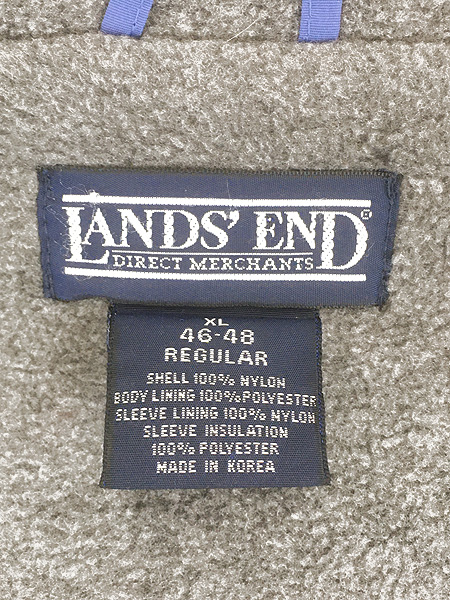 LANDS' END®
DIRECT MERCHANTS
XL
46-48
REGULAR
SHELL 100% NYLON
BODY LINING 100% POLYESTER
SLEEVE LINING 100% NYLON
SLEEVE INSULATION
100% POLYESTER
MADE IN KOREA